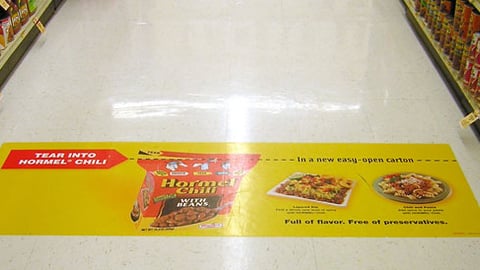 TEAR INTO
HORMEL® CHILI
In a new easy-open carton
Hormel
Chili
WITH
BEANS
Full of flavor. Free of preservatives.